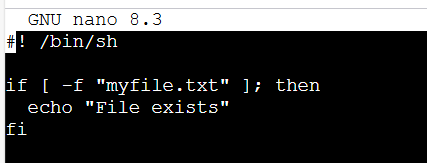 GNU nano 8.3
#! /bin/sh
if [ -f "myfile.txt" ]; then
echo "File exists"
fi